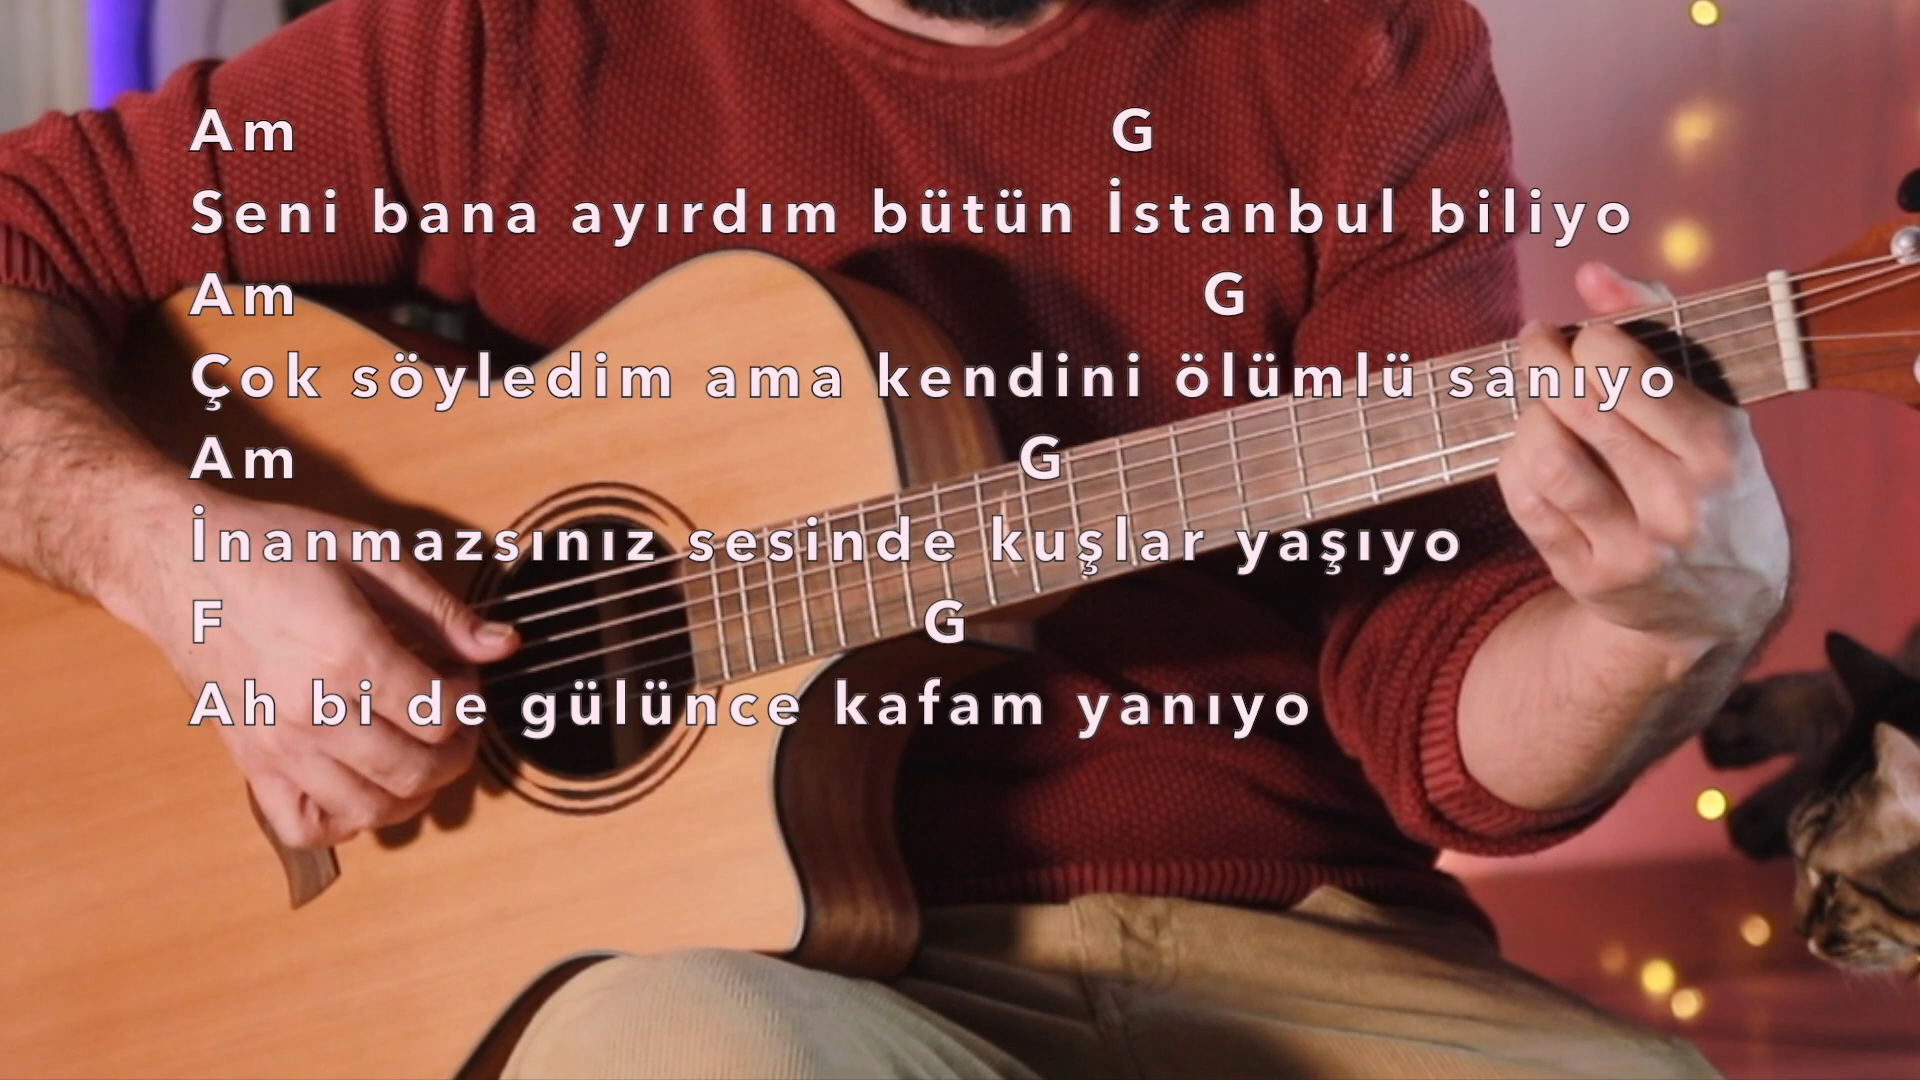 Am G
Seni bana ayırdım bütün İstanbul biliyo
Am G
Çok söyledim ama kendini ölümlü sanıyo
Am G
İnanmazsınız sesinde kuşlar yaşıyo
F G
Ah bi de gülünce kafam yanıyo